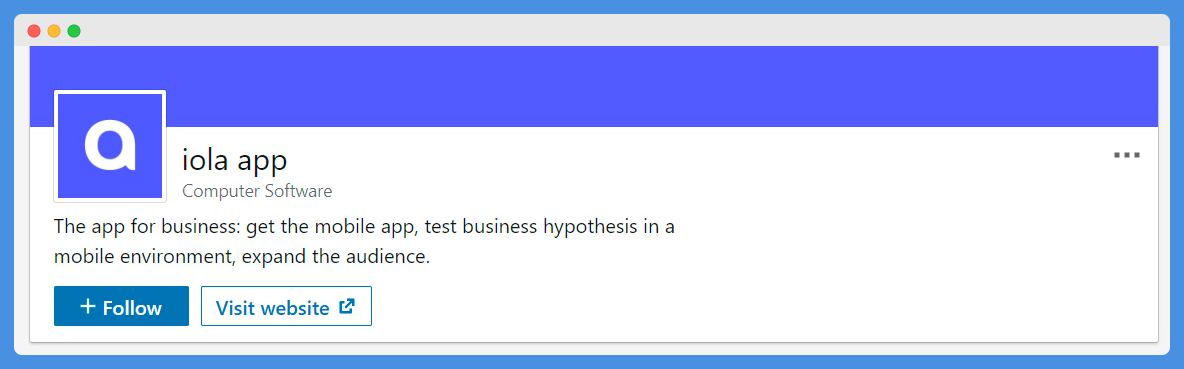 a
iola app
Computer Software
The app for business: get the mobile app, test business hypothesis in a
mobile environment, expand the audience.
+ Follow
Visit website